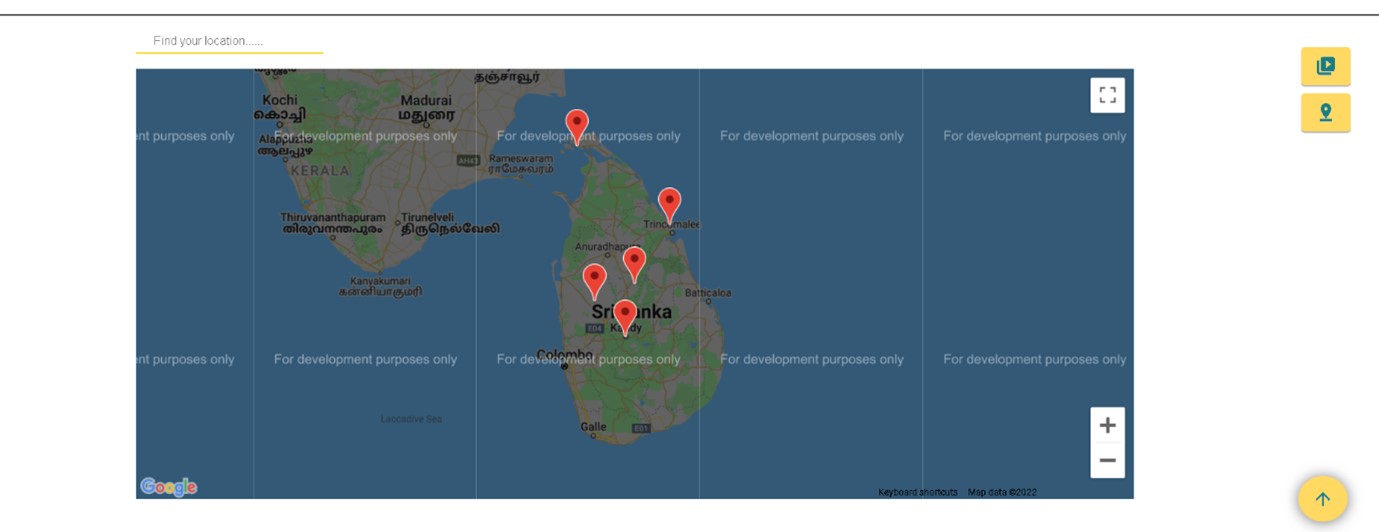 Find your location......
தஞ்சாவூர்
Kochi
കൊച്ചി
Madurai
மதுரை
nt purposes only
For development purposes only
For development purposes only
For development purposes only
For development purposes only
Alappuzha
ആലപ്പുഴ
KERALA
AH43
Rameswaram
ராமேசுவரம்
Thiruvananthapuram
തിരുവനന്തപുരം
Tirunelveli
திருநெல்வேலி
Trincomalee
Anuradhapura
Kanyakumari
கன்னியாகுமரி
Batticaloa
Sri Lanka
E04
Kandy
Colombo
nt purposes only
For development purposes only
For development purposes only
For development purposes only
For development purposes only
Laccadive Sea
Galle
E01
Google
Keyboard shortcuts
Map data ©2022